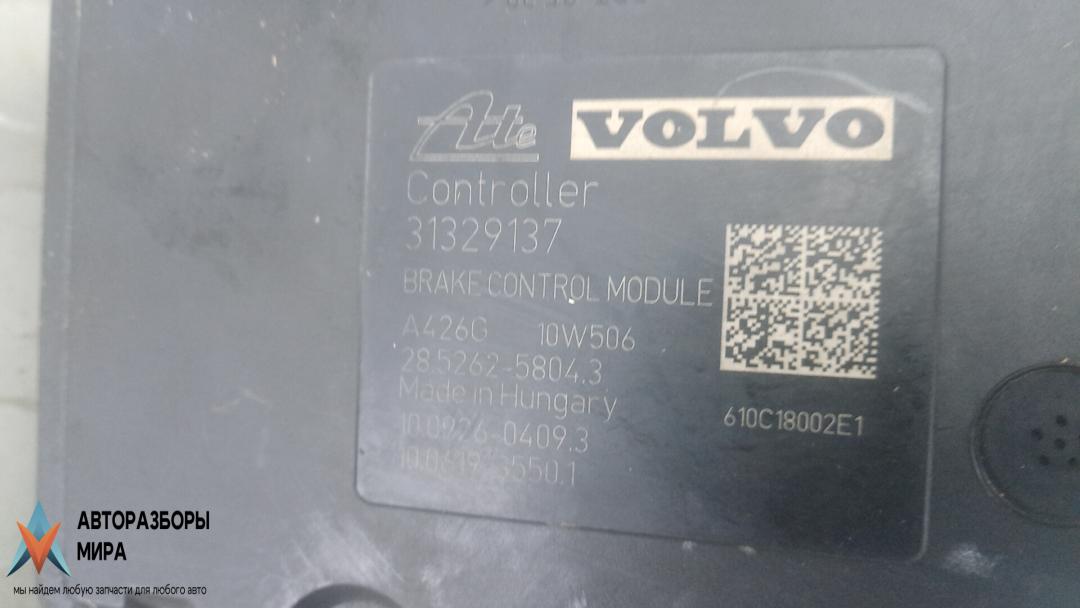 Ate VOLVO
Controller
31329137
BRAKE CONTROL MODULE
A426G 10W506
28.5262-5804.3
Made in Hungary
10.0926-0409.3
610C18002E1
АВТОРАЗБОРЫ
МИРА
мы найдем любую запчасти для любого авто